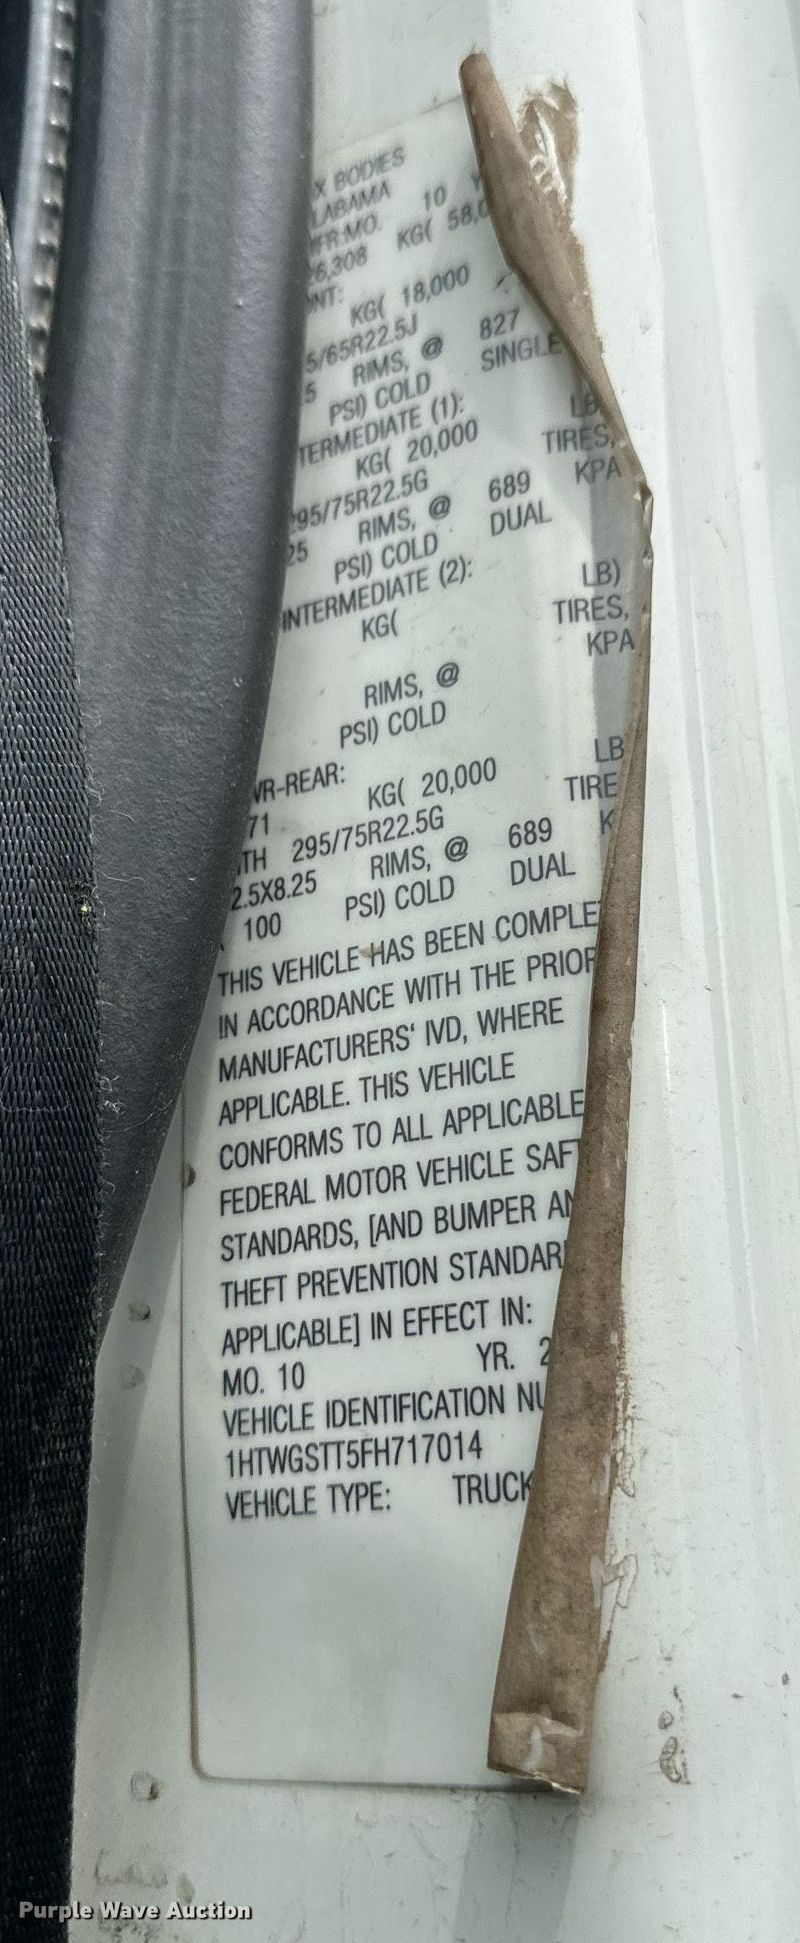 X BODIES
LABAMA
MFR:MO. 10
26,308 KG( 58,0
NT:
KG( 18,000
5/65R22.5J
5 RIMS, @ 827
PSI) COLD SINGLE
TERMEDIATE (1): LB
KG( 20,000 TIRES,
295/75R22.5G KPA
25 RIMS, @ 689
PSI) COLD DUAL
INTERMEDIATE (2): LB)
KG( TIRES,
KPA
RIMS, @
PSI) COLD
VR-REAR: LB
71 KG( 20,000 TIRE
TH 295/75R22.5G K
2.5X8.25 RIMS, @ 689
100 PSI) COLD DUAL
THIS VEHICLE HAS BEEN COMPLE
IN ACCORDANCE WITH THE PRIOR
MANUFACTURERS' IVD, WHERE
APPLICABLE. THIS VEHICLE
CONFORMS TO ALL APPLICABLE
FEDERAL MOTOR VEHICLE SAF
STANDARDS, [AND BUMPER AN
THEFT PREVENTION STANDAR
APPLICABLE] IN EFFECT IN:
MO. 10 YR. 2
VEHICLE IDENTIFICATION NU
1HTWGSTT5FH717014
VEHICLE TYPE: TRUCK
Purple Wave Auction